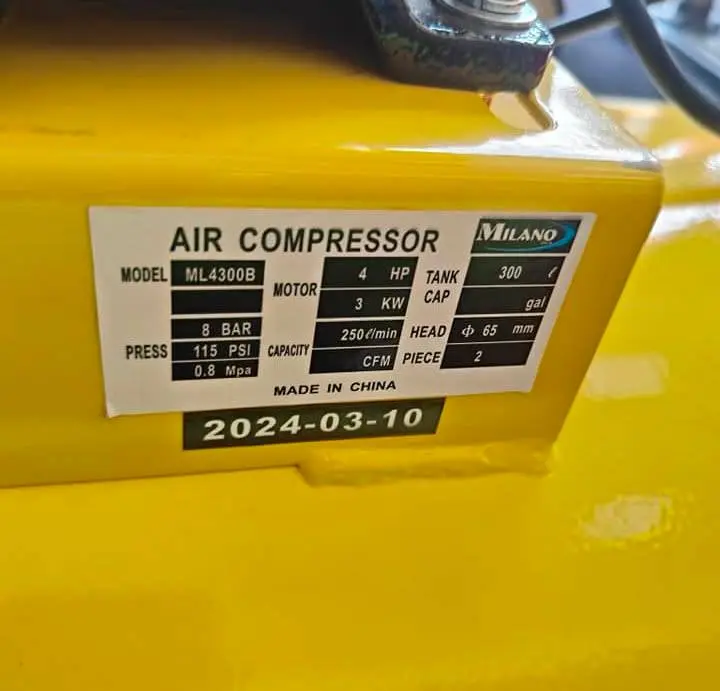 AIR COMPRESSOR
MILANO
MODEL ML4300B
MOTOR 4 HP
3 KW
TANK CAP 300 ℓ
gal
PRESS 8 BAR
115 PSI
0.8 Mpa
CAPACITY 250ℓ/min
CFM
HEAD Φ 65 mm
PIECE 2
MADE IN CHINA
2024-03-10